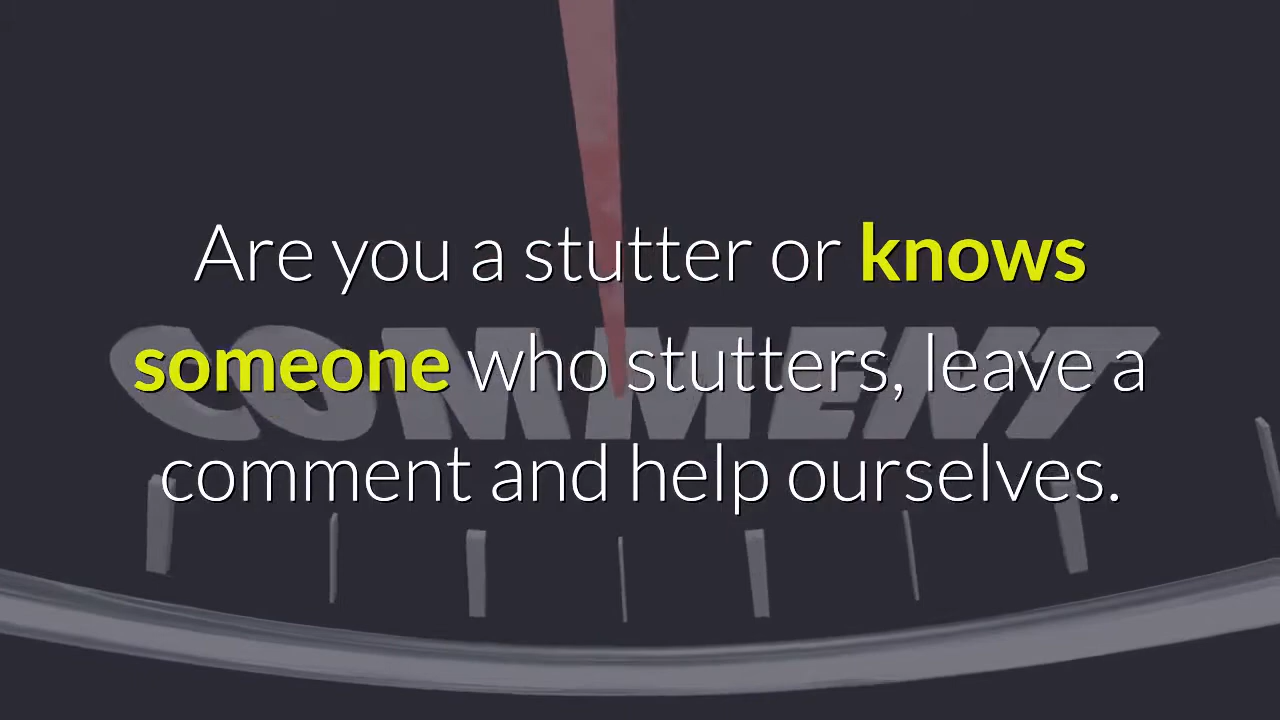 Are you a stutter or knows
someone who stutters, leave a
COMMENT
comment and help ourselves.